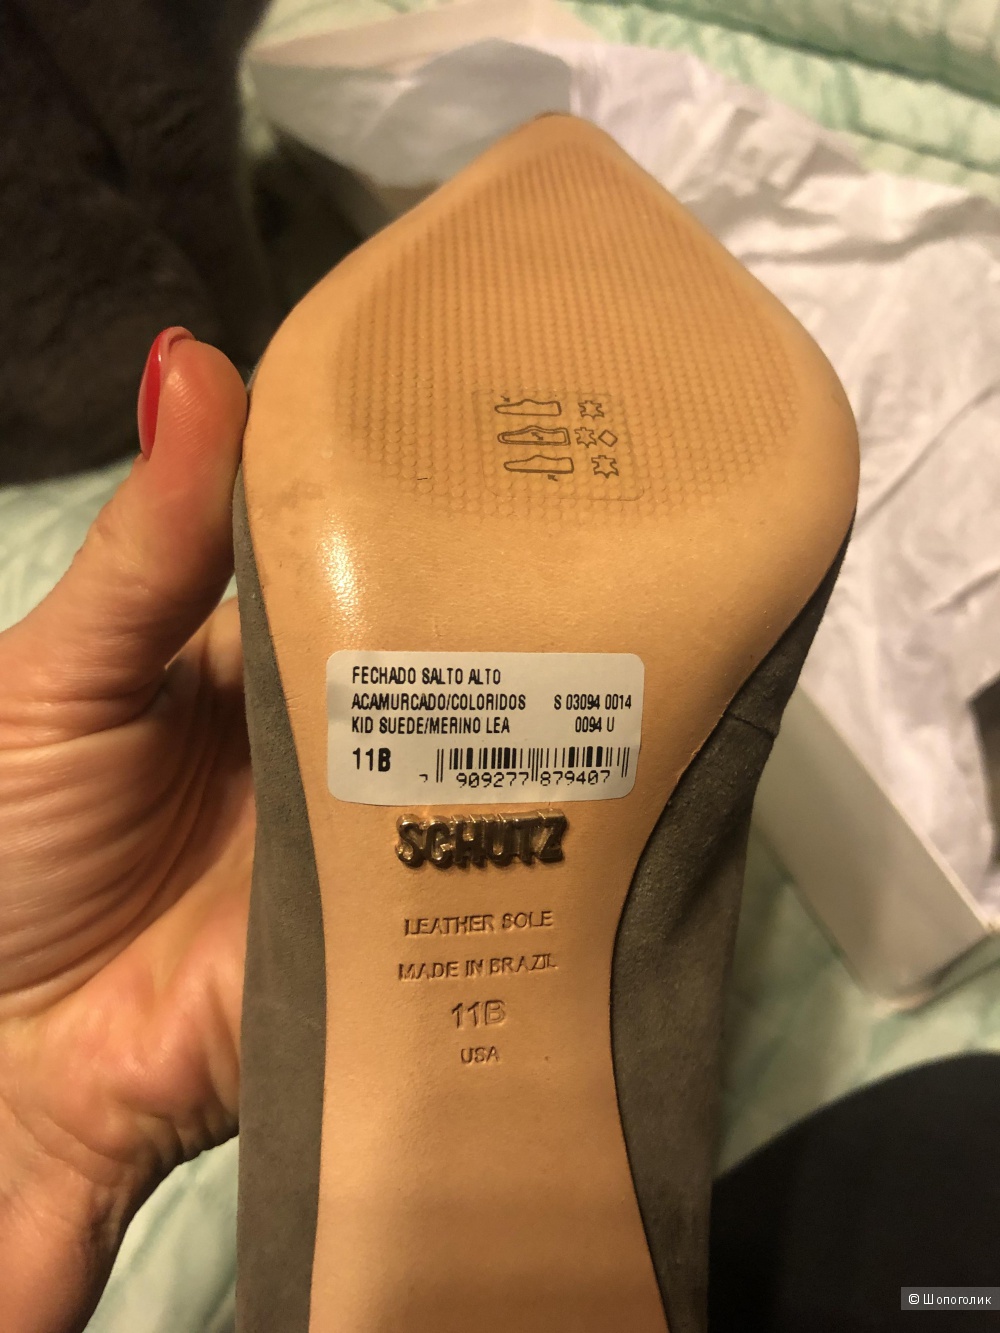 FECHADO SALTO ALTO
ACAMURCADO/COLORIDOS S 03094 0014
KID SUEDE/MERINO LEA 0094 U
11B
7 909277 879407
SCHUTZ
LEATHER SOLE
MADE IN BRAZIL
11B
USA
© Шопоголик